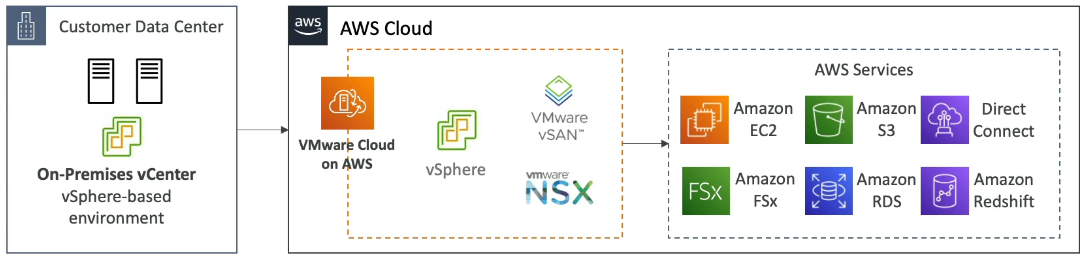 Customer Data Center
On-Premises vCenter
vSphere-based
environment
aws
AWS Cloud
VMware Cloud
on AWS
vSphere
VMware
vSAN™
vmware®
NSX
AWS Services
Amazon
EC2
Amazon
S3
Direct
Connect
FSx
Amazon
FSx
Amazon
RDS
Amazon
Redshift